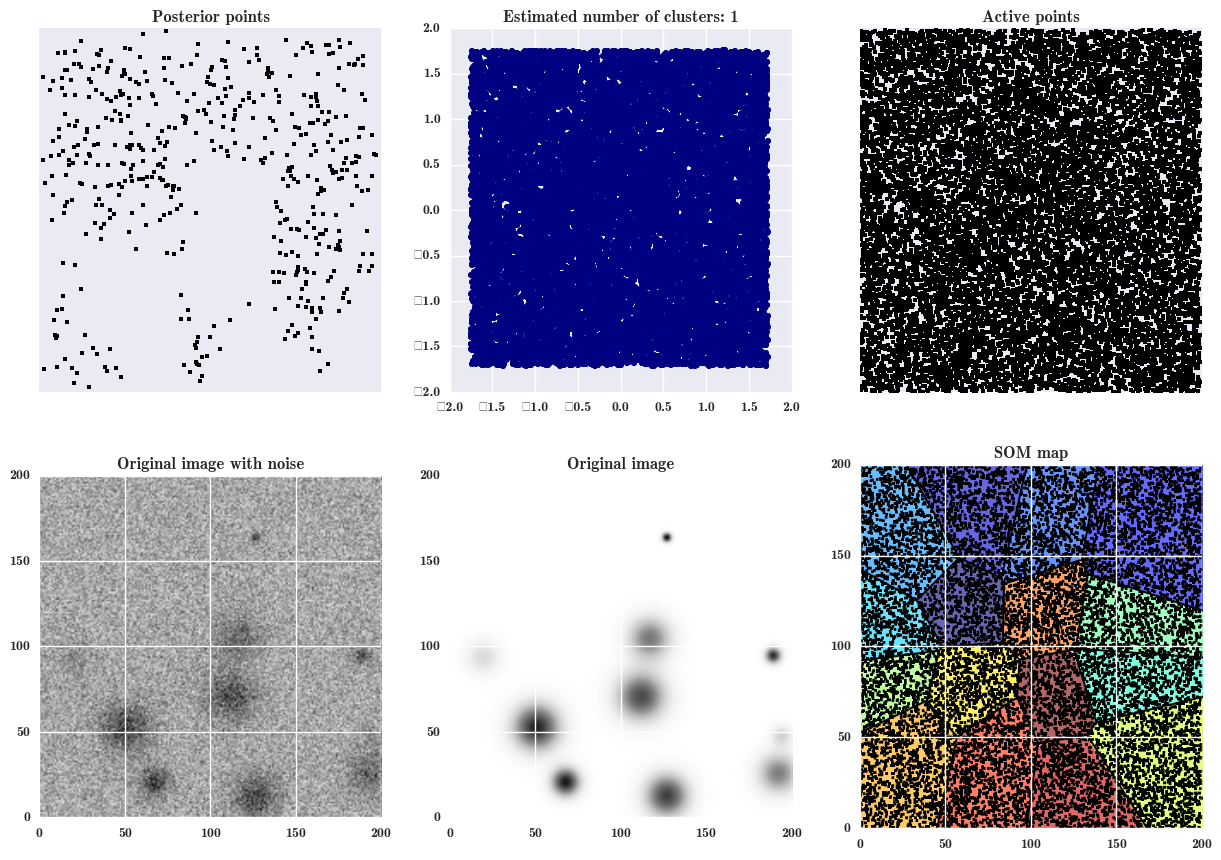 Posterior points
Estimated number of clusters: 1
Active points
2.0
1.5
1.0
0.5
0.0
□0.5
□1.0
□1.5
□2.0
□2.0 □1.5 □1.0 □0.5 0.0 0.5 1.0 1.5 2.0
Original image with noise
Original image
SOM map
200
150
100
50
0
0 50 100 150 200
200
150
100
50
0
0 50 100 150 200
200
150
100
50
0
0 50 100 150 200